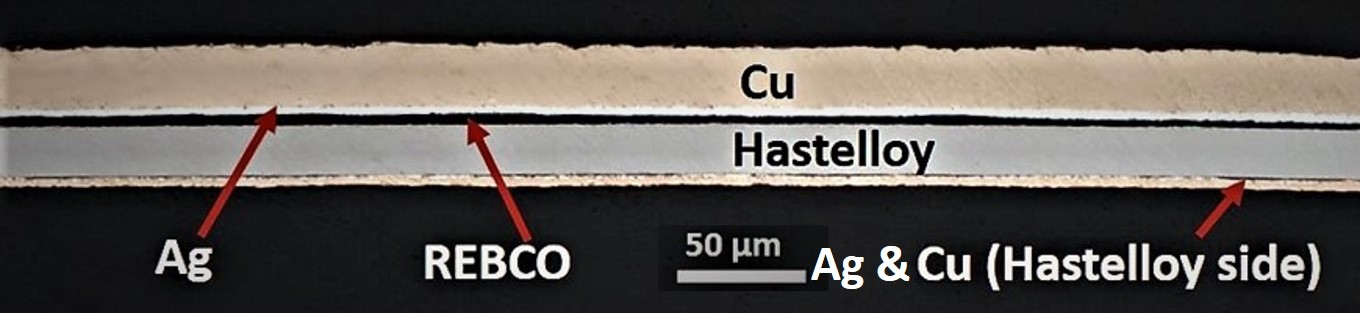 Cu
Hastelloy
Ag
REBCO
50 µm
Ag & Cu (Hastelloy side)